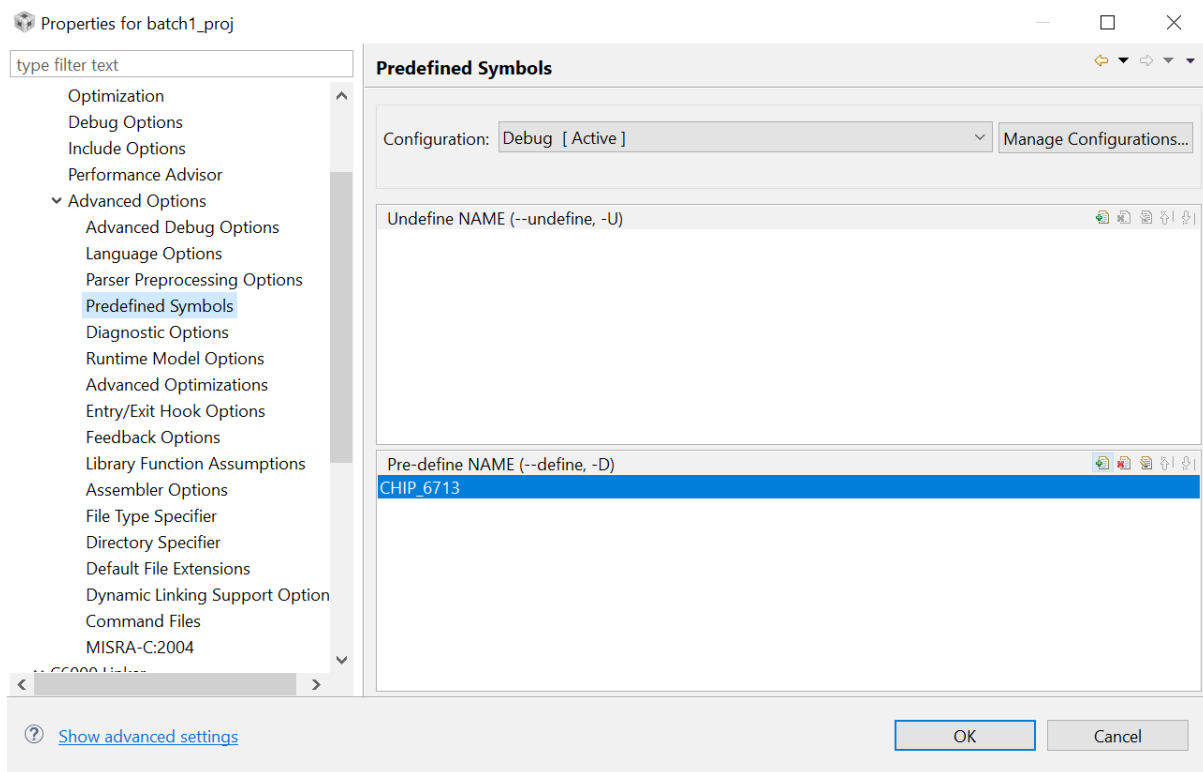 Properties for batch1_proj
type filter text
Optimization
Debug Options
Include Options
Performance Advisor
Advanced Options
Advanced Debug Options
Language Options
Parser Preprocessing Options
Predefined Symbols
Diagnostic Options
Runtime Model Options
Advanced Optimizations
Entry/Exit Hook Options
Feedback Options
Library Function Assumptions
Assembler Options
File Type Specifier
Directory Specifier
Default File Extensions
Dynamic Linking Support Option
Command Files
MISRA-C:2004
C6000 Linker
Predefined Symbols
Configuration: Debug [ Active ] Manage Configurations...
Undefine NAME (--undefine, -U)
Pre-define NAME (--define, -D)
CHIP_6713
Show advanced settings
OK Cancel